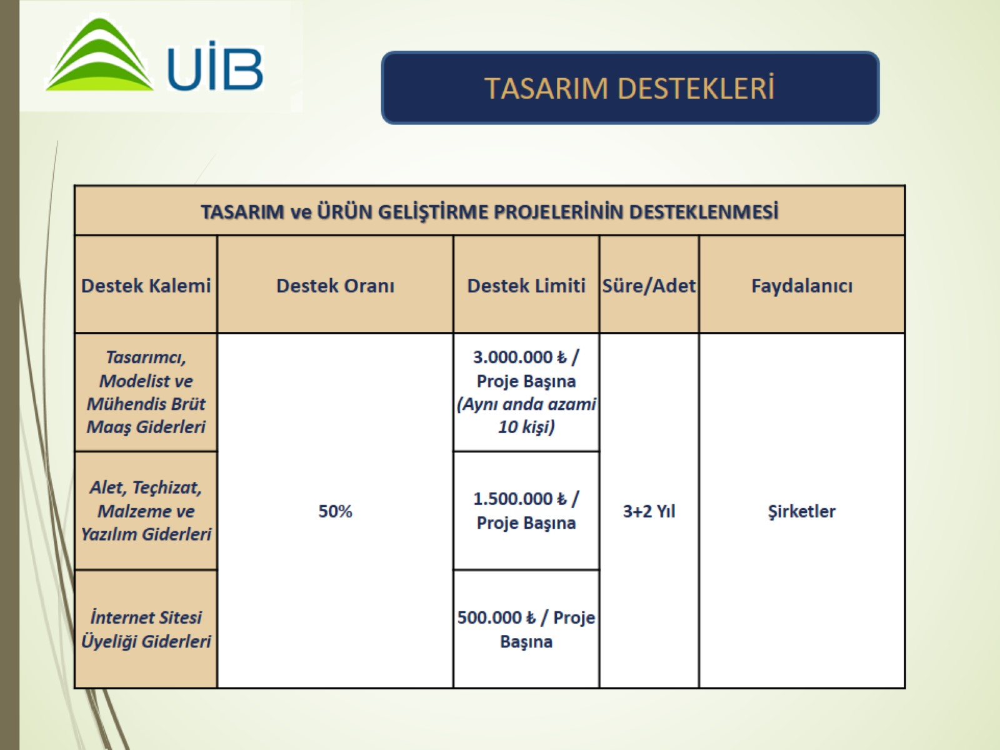 UİB
TASARIM DESTEKLERİ
TASARIM ve ÜRÜN GELİŞTİRME PROJELERİNİN DESTEKLENMESİ
Destek Kalemi
Destek Oranı
Destek Limiti
Süre/Adet
Faydalanıcı
Tasarımcı,
Modelist ve
Mühendis Brüt
Maaş Giderleri
3.000.000 ₺ /
Proje Başına
(Aynı anda azami
10 kişi)
Alet, Teçhizat,
Malzeme ve
Yazılım Giderleri
50%
1.500.000 ₺ /
Proje Başına
3+2 Yıl
Şirketler
İnternet Sitesi
Üyeliği Giderleri
500.000 ₺ / Proje
Başına